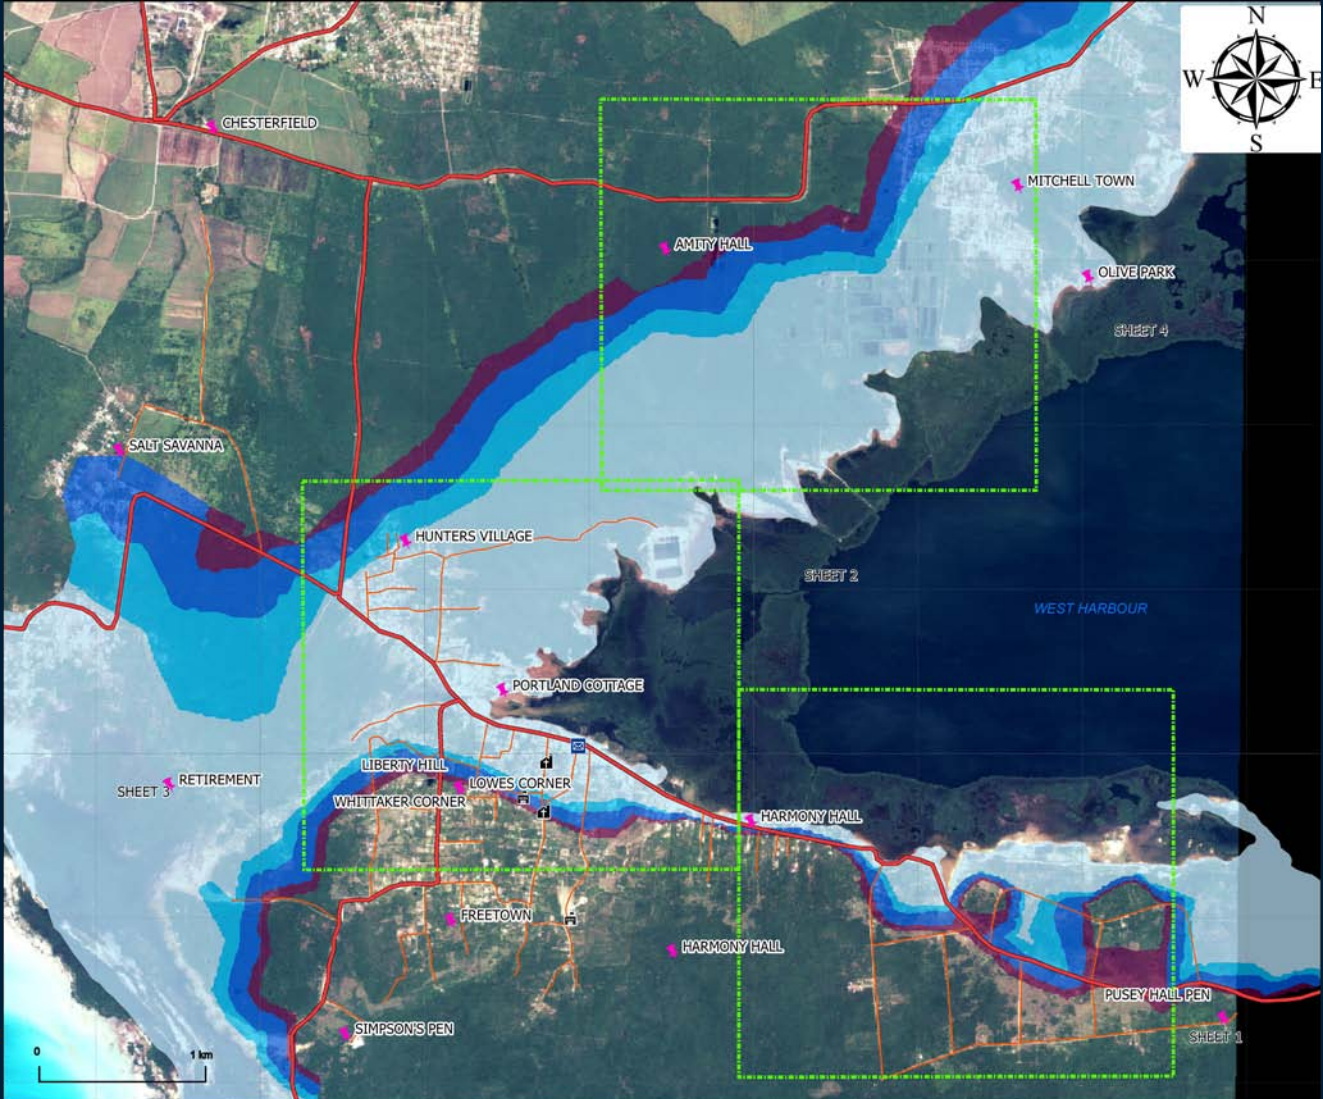 N
W E
S
CHESTERFIELD
MITCHELL TOWN
AMITY HALL
OLIVE PARK
SHEET 4
SALT SAVANNA
HUNTERS VILLAGE
SHEET 2
WEST HARBOUR
PORTLAND COTTAGE
LIBERTY HILL
RETIREMENT
LOWES CORNER
SHEET 3
WHITTAKER CORNER
HARMONY HALL
FREETOWN
HARMONY HALL
PUSEY HALL PEN
SIMPSON'S PEN
SHEET 1
0 1 km